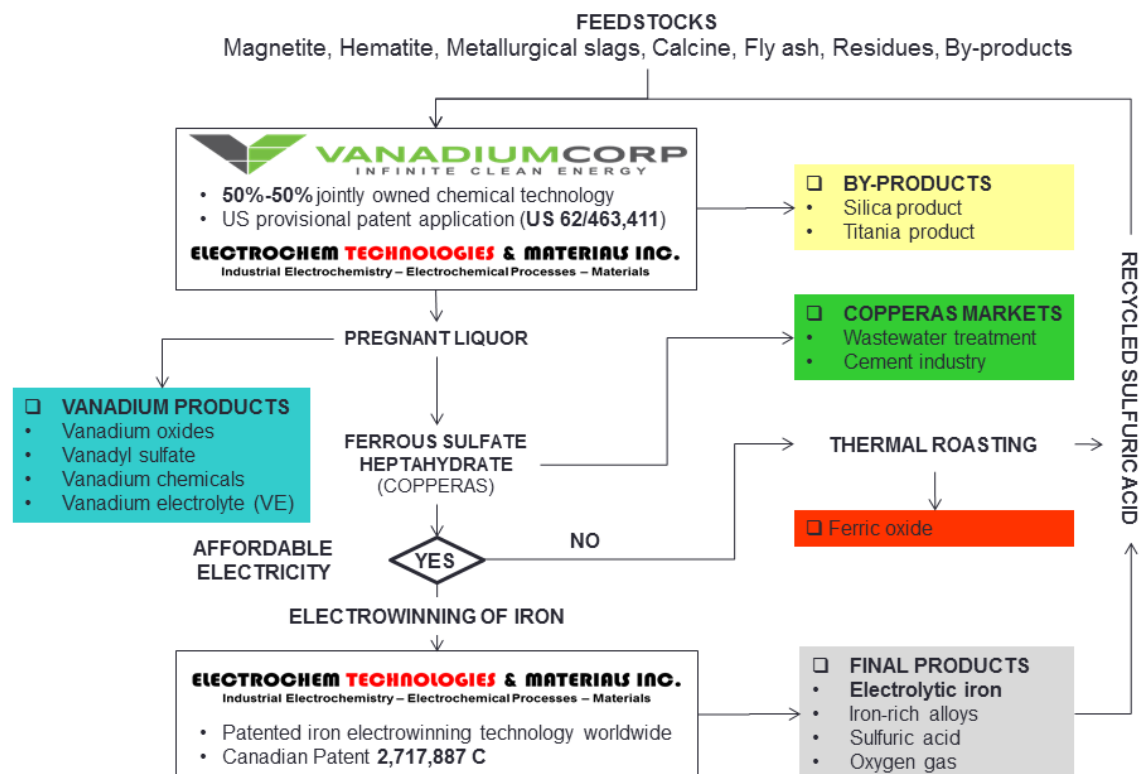 FEEDSTOCKS
Magnetite, Hematite, Metallurgical slags, Calcine, Fly ash, Residues, By-products
VANADIUMCORP
INFINITE CLEAN ENERGY
• 50%-50% jointly owned chemical technology
• US provisional patent application (US 62/463,411)
ELECTROCHEM TECHNOLOGIES & MATERIALS INC.
Industrial Electrochemistry – Electrochemical Processes – Materials
❑ BY-PRODUCTS
• Silica product
• Titania product
RECYCLED SULFURIC ACID
PREGNANT LIQUOR
❑ COPPERAS MARKETS
• Wastewater treatment
• Cement industry
❑ VANADIUM PRODUCTS
• Vanadium oxides
• Vanadyl sulfate
• Vanadium chemicals
• Vanadium electrolyte (VE)
FERROUS SULFATE
HEPTAHYDRATE
(COPPERAS)
THERMAL ROASTING
❑ Ferric oxide
AFFORDABLE
ELECTRICITY
YES
NO
ELECTROWINNING OF IRON
ELECTROCHEM TECHNOLOGIES & MATERIALS INC.
Industrial Electrochemistry – Electrochemical Processes – Materials
• Patented iron electrowinning technology worldwide
• Canadian Patent 2,717,887 C
❑ FINAL PRODUCTS
• Electrolytic iron
• Iron-rich alloys
• Sulfuric acid
• Oxygen gas